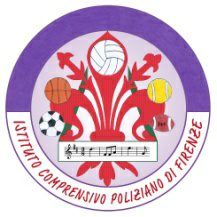 ISTITUTO COMPRENSIVO POLIZIANO DI FIRENZE